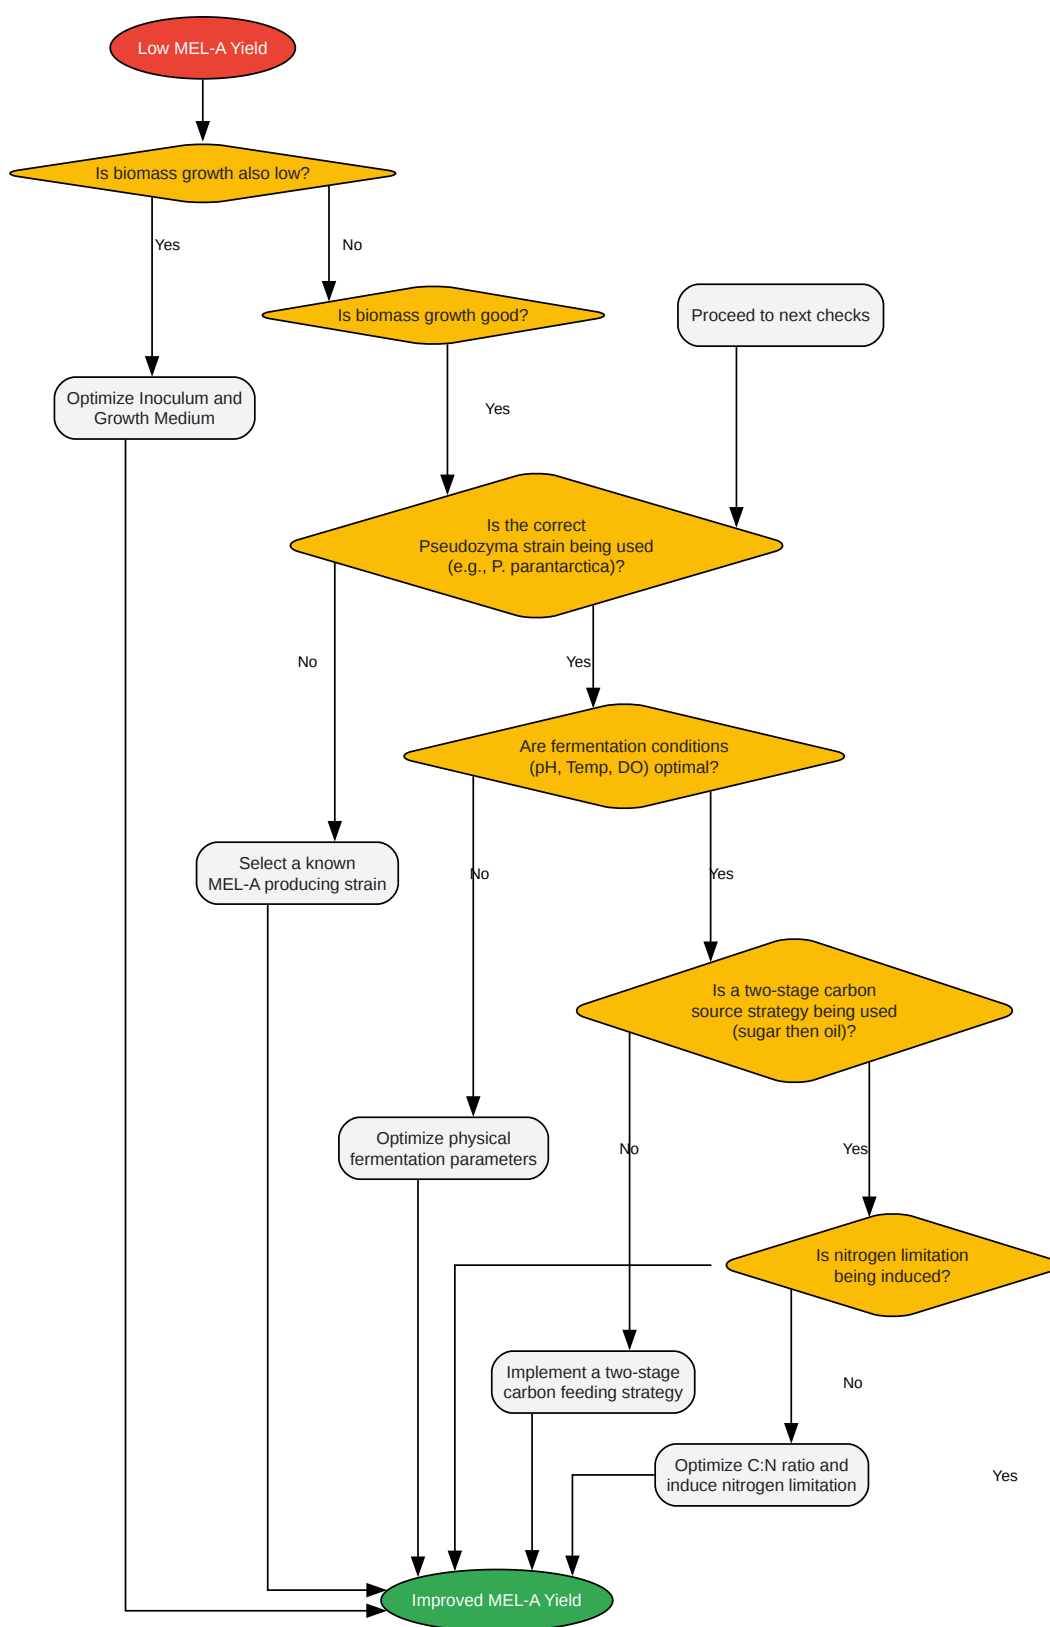 Low MEL-A Yield
Is biomass growth also low?
Yes
No
Is biomass growth good?
Proceed to next checks
Optimize Inoculum and
Growth Medium
Yes
Is the correct
Pseudozyma strain being used
(e.g., P. parantarctica)?
No
Yes
Are fermentation conditions
(pH, Temp, DO) optimal?
Select a known
MEL-A producing strain
No
Yes
Is a two-stage carbon
source strategy being used
(sugar then oil)?
Optimize physical
fermentation parameters
No
Yes
Is nitrogen limitation
being induced?
Implement a two-stage
carbon feeding strategy
No
Optimize C:N ratio and
induce nitrogen limitation
Yes
Improved MEL-A Yield